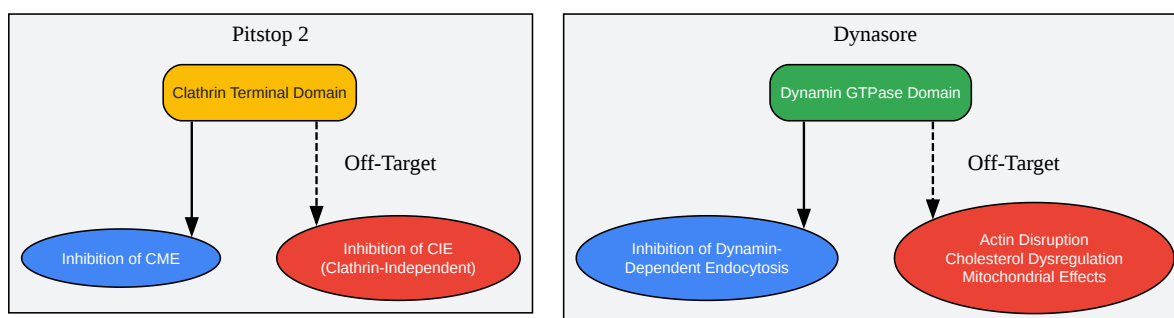 Pitstop 2
Clathrin Terminal Domain
Off-Target
Inhibition of CME
Inhibition of CIE
(Clathrin-Independent)
Dynasore
Dynamin GTPase Domain
Off-Target
Inhibition of Dynamin-
Dependent Endocytosis
Actin Disruption
Cholesterol Dysregulation
Mitochondrial Effects